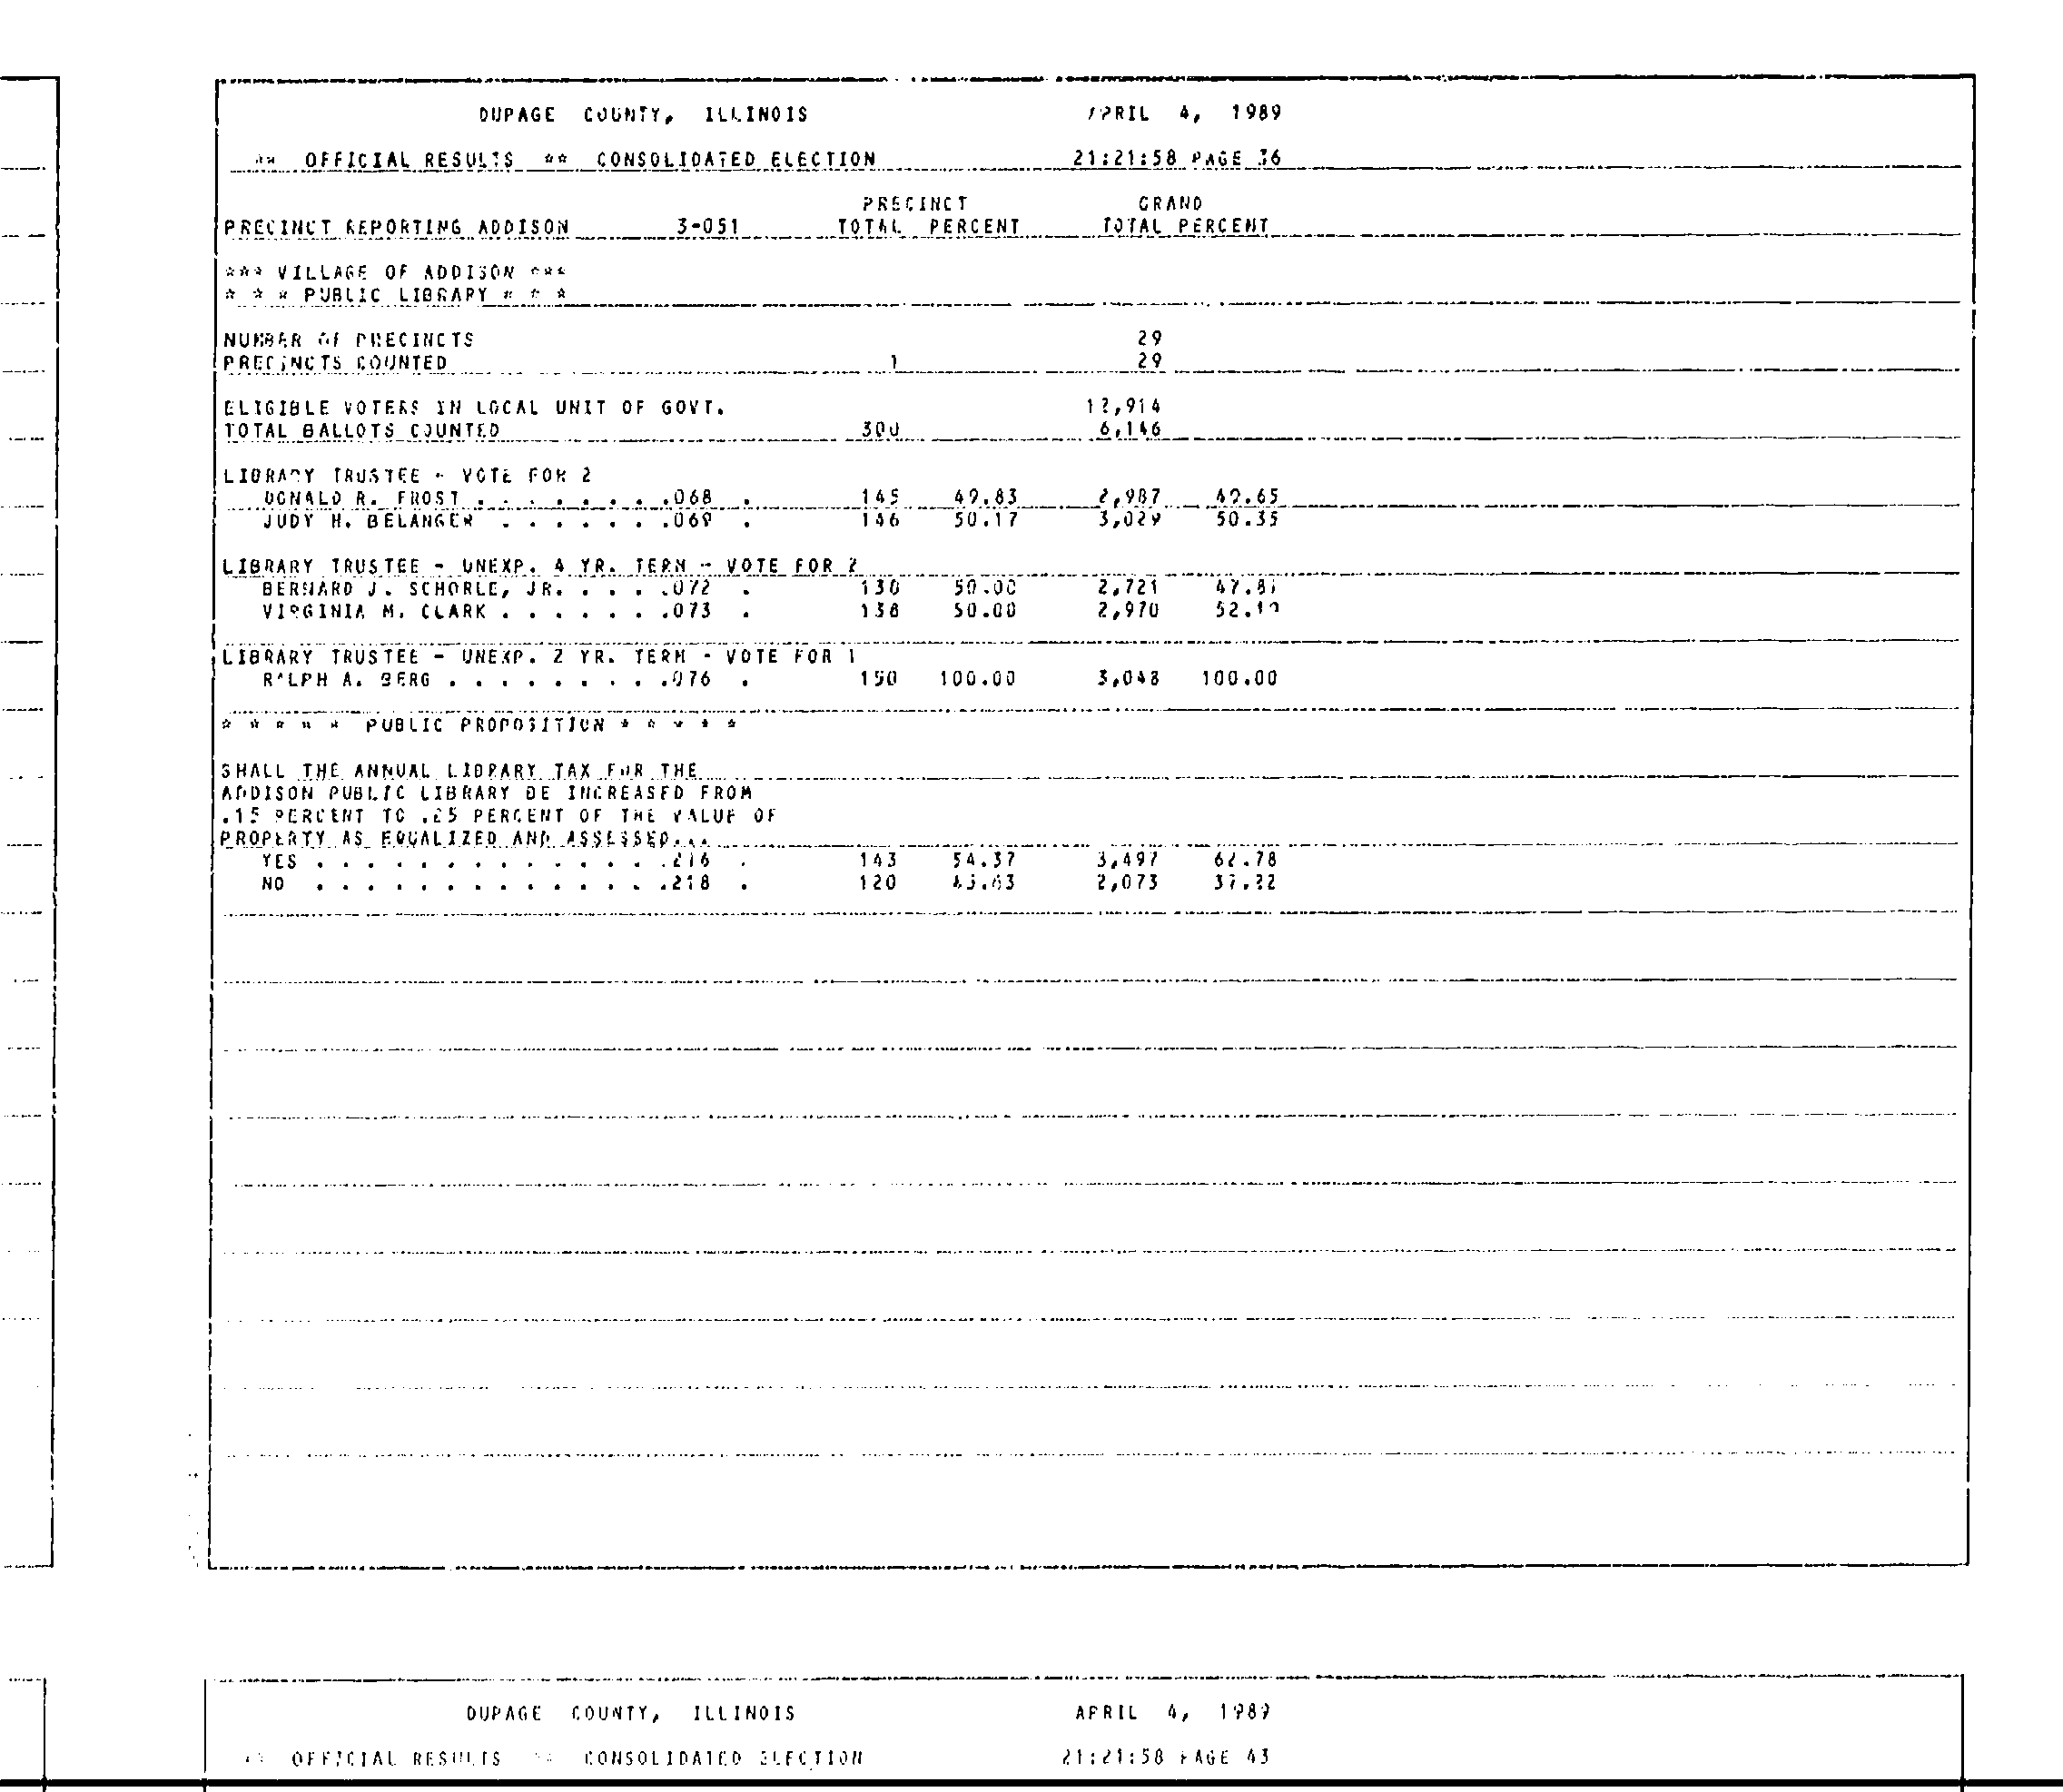 DUPAGE COUNTY, ILLINOIS APRIL 4, 1989
** OFFICIAL RESULTS ** CONSOLIDATED ELECTION 21:21:58 PAGE 36
PRECINCT GRAND
PRECINCT REPORTING ADDISON 3-051 TOTAL PERCENT TOTAL PERCENT
*** VILLAGE OF ADDISON ***
* * * PUBLIC LIBRARY * * *
NUMBER OF PRECINCTS 29
PRECINCTS COUNTED 1 29
ELIGIBLE VOTERS IN LOCAL UNIT OF GOVT. 12,914
TOTAL BALLOTS COUNTED 300 6,146
LIBRARY TRUSTEE - VOTE FOR 2
DONALD R. FROST . . . . . . . .068 . 145 49.83 2,987 49.65
JUDY H. BELANGER . . . . . . .069 . 146 50.17 3,029 50.35
LIBRARY TRUSTEE - UNEXP. 4 YR. TERM - VOTE FOR 2
BERNARD J. SCHORLE, JR. . . . .072 . 50.00 2,721 47.81
VIRGINIA M. CLARK . . . . . . .073 . 138 50.00 2,970 52.19
LIBRARY TRUSTEE - UNEXP. 2 YR. TERM - VOTE FOR 1
RALPH A. BERG . . . . . . . . .076 . 150 100.00 3,048 100.00
* * * * * PUBLIC PROPOSITION * * * * *
SHALL THE ANNUAL LIBRARY TAX FOR THE
ADDISON PUBLIC LIBRARY BE INCREASED FROM
.15 PERCENT TO .25 PERCENT OF THE VALUE OF
PROPERTY AS EQUALIZED AND ASSESSED...
YES . . . . . . . . . . . . . .216 . 143 54.37 3,497 62.78
NO . . . . . . . . . . . . . .218 . 120 45.63 2,073 37.22
DUPAGE COUNTY, ILLINOIS APRIL 4, 1989
** OFFICIAL RESULTS ** CONSOLIDATED ELECTION 21:21:58 PAGE 43